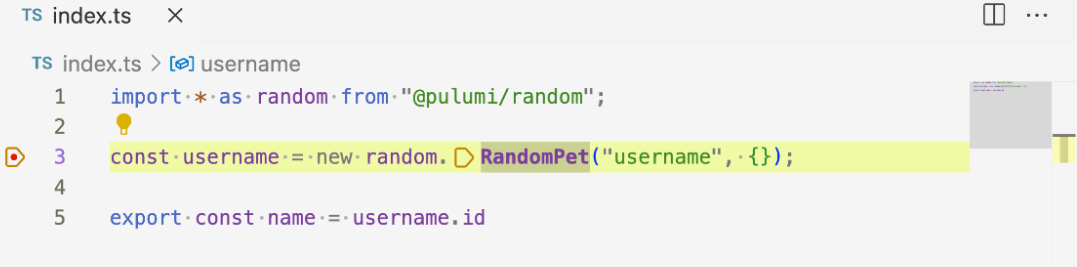 TS index.ts
TS index.ts > username
1 import * as random from "@pulumi/random";
2
3 const username = new random.RandomPet("username", {});
4
5 export const name = username.id